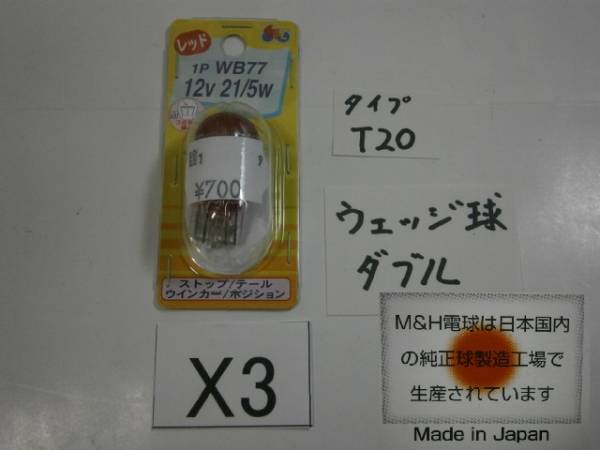 レッド
1P WB77
12V 21/5W
¥700
ストップ/テール
ウインカー/ポジション
タイプ
T20
ウェッジ球
ダブル
X3
M&H電球は日本国内
の純正球製造工場で
生産されています
Made in Japan